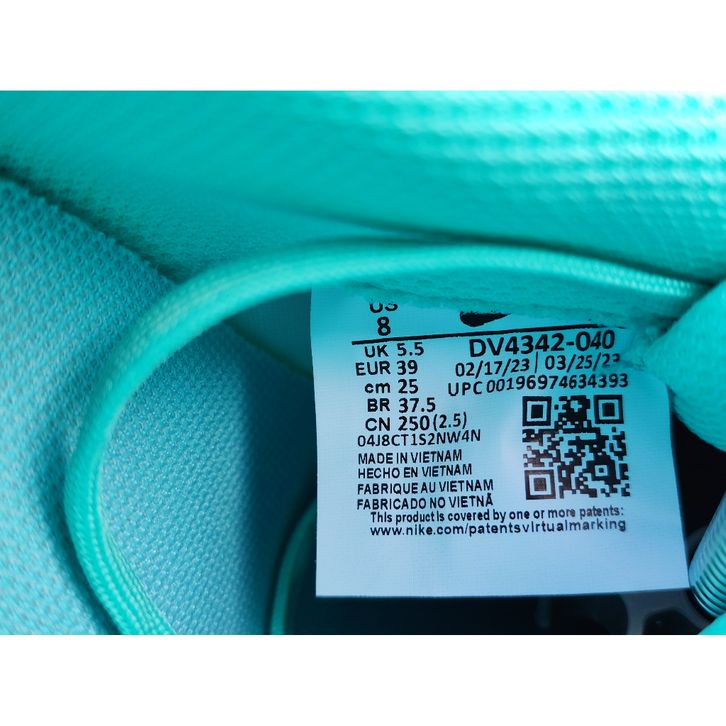 US
8
UK 5.5
EUR 39
cm 25
BR 37.5
CN 250 (2.5)
04J8CT1S2NW4N
DV4342-040
02/17/23 | 03/25/23
UPC 00196974634393
MADE IN VIETNAM
HECHO EN VIETNAM
FABRIQUE AU VIETNAM
FABRICADO NO VIETNÃ
This product is covered by one or more patents:
www.nike.com/patentsvirtualmarking